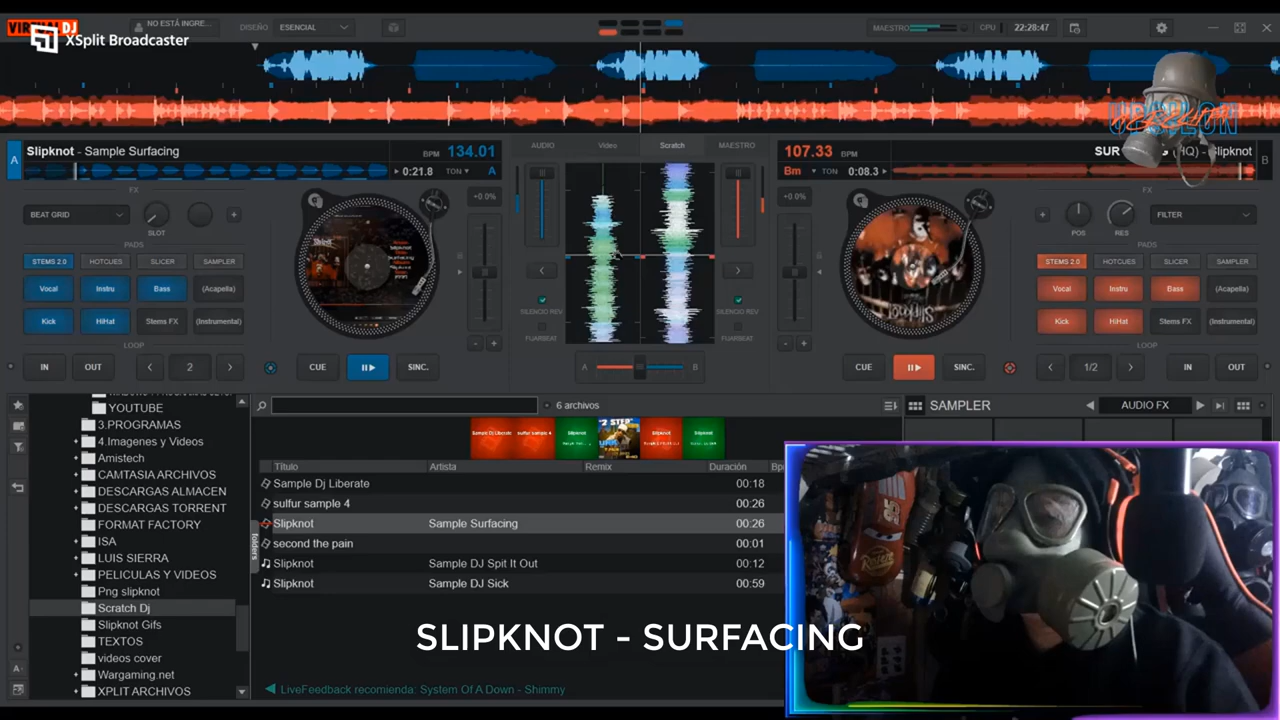 VIRTUAL DJ
XSplit Broadcaster
NO ESTÁ INGRE...
DISEÑO
ESENCIAL
MAESTRO
CPU
22:28:47
UPSILON
A
Slipknot - Sample Surfacing
BPM
134.01
0:21.8
TON
A
AUDIO
Video
Scratch
MAESTRO
107.33
BPM
Bm
TON
0:08.3
(HQ) - Slipknot
B
FX
BEAT GRID
SLOT
PADS
STEMS 2.0
HOTCUES
SLICER
SAMPLER
Vocal
Instru
Bass
(Acapella)
Kick
HiHat
Stems FX
(Instrumental)
LOOP
IN
OUT
2
CUE
SINC.
+0.0%
SILENCIO REV
FIJARBEAT
SILENCIO REV
FIJARBEAT
A
B
+0.0%
FX
POS
RES
FILTER
PADS
STEMS 2.0
HOTCUES
SLICER
SAMPLER
Vocal
Instru
Bass
(Acapella)
Kick
HiHat
Stems FX
(Instrumental)
LOOP
CUE
SINC.
1/2
IN
OUT
YOUTUBE
3.PROGRAMAS
4.Imagenes y Videos
Amistech
CAMTASIA ARCHIVOS
DESCARGAS ALMACEN
DESCARGAS TORRENT
FORMAT FACTORY
ISA
LUIS SIERRA
PELICULAS Y VIDEOS
Png slipknot
Scratch Dj
Slipknot Gifs
TEXTOS
videos cover
Wargaming.net
XPLIT ARCHIVOS
folders
6 archivos
SAMPLER
AUDIO FX
Título
Artista
Remix
Duración
Sample Dj Liberate
00:18
sulfur sample 4
00:26
Slipknot
Sample Surfacing
00:26
second the pain
00:01
Slipknot
Sample DJ Spit It Out
00:12
Slipknot
Sample DJ Sick
00:59
SLIPKNOT - SURFACING
LiveFeedback recomienda: System Of A Down - Shimmy
95